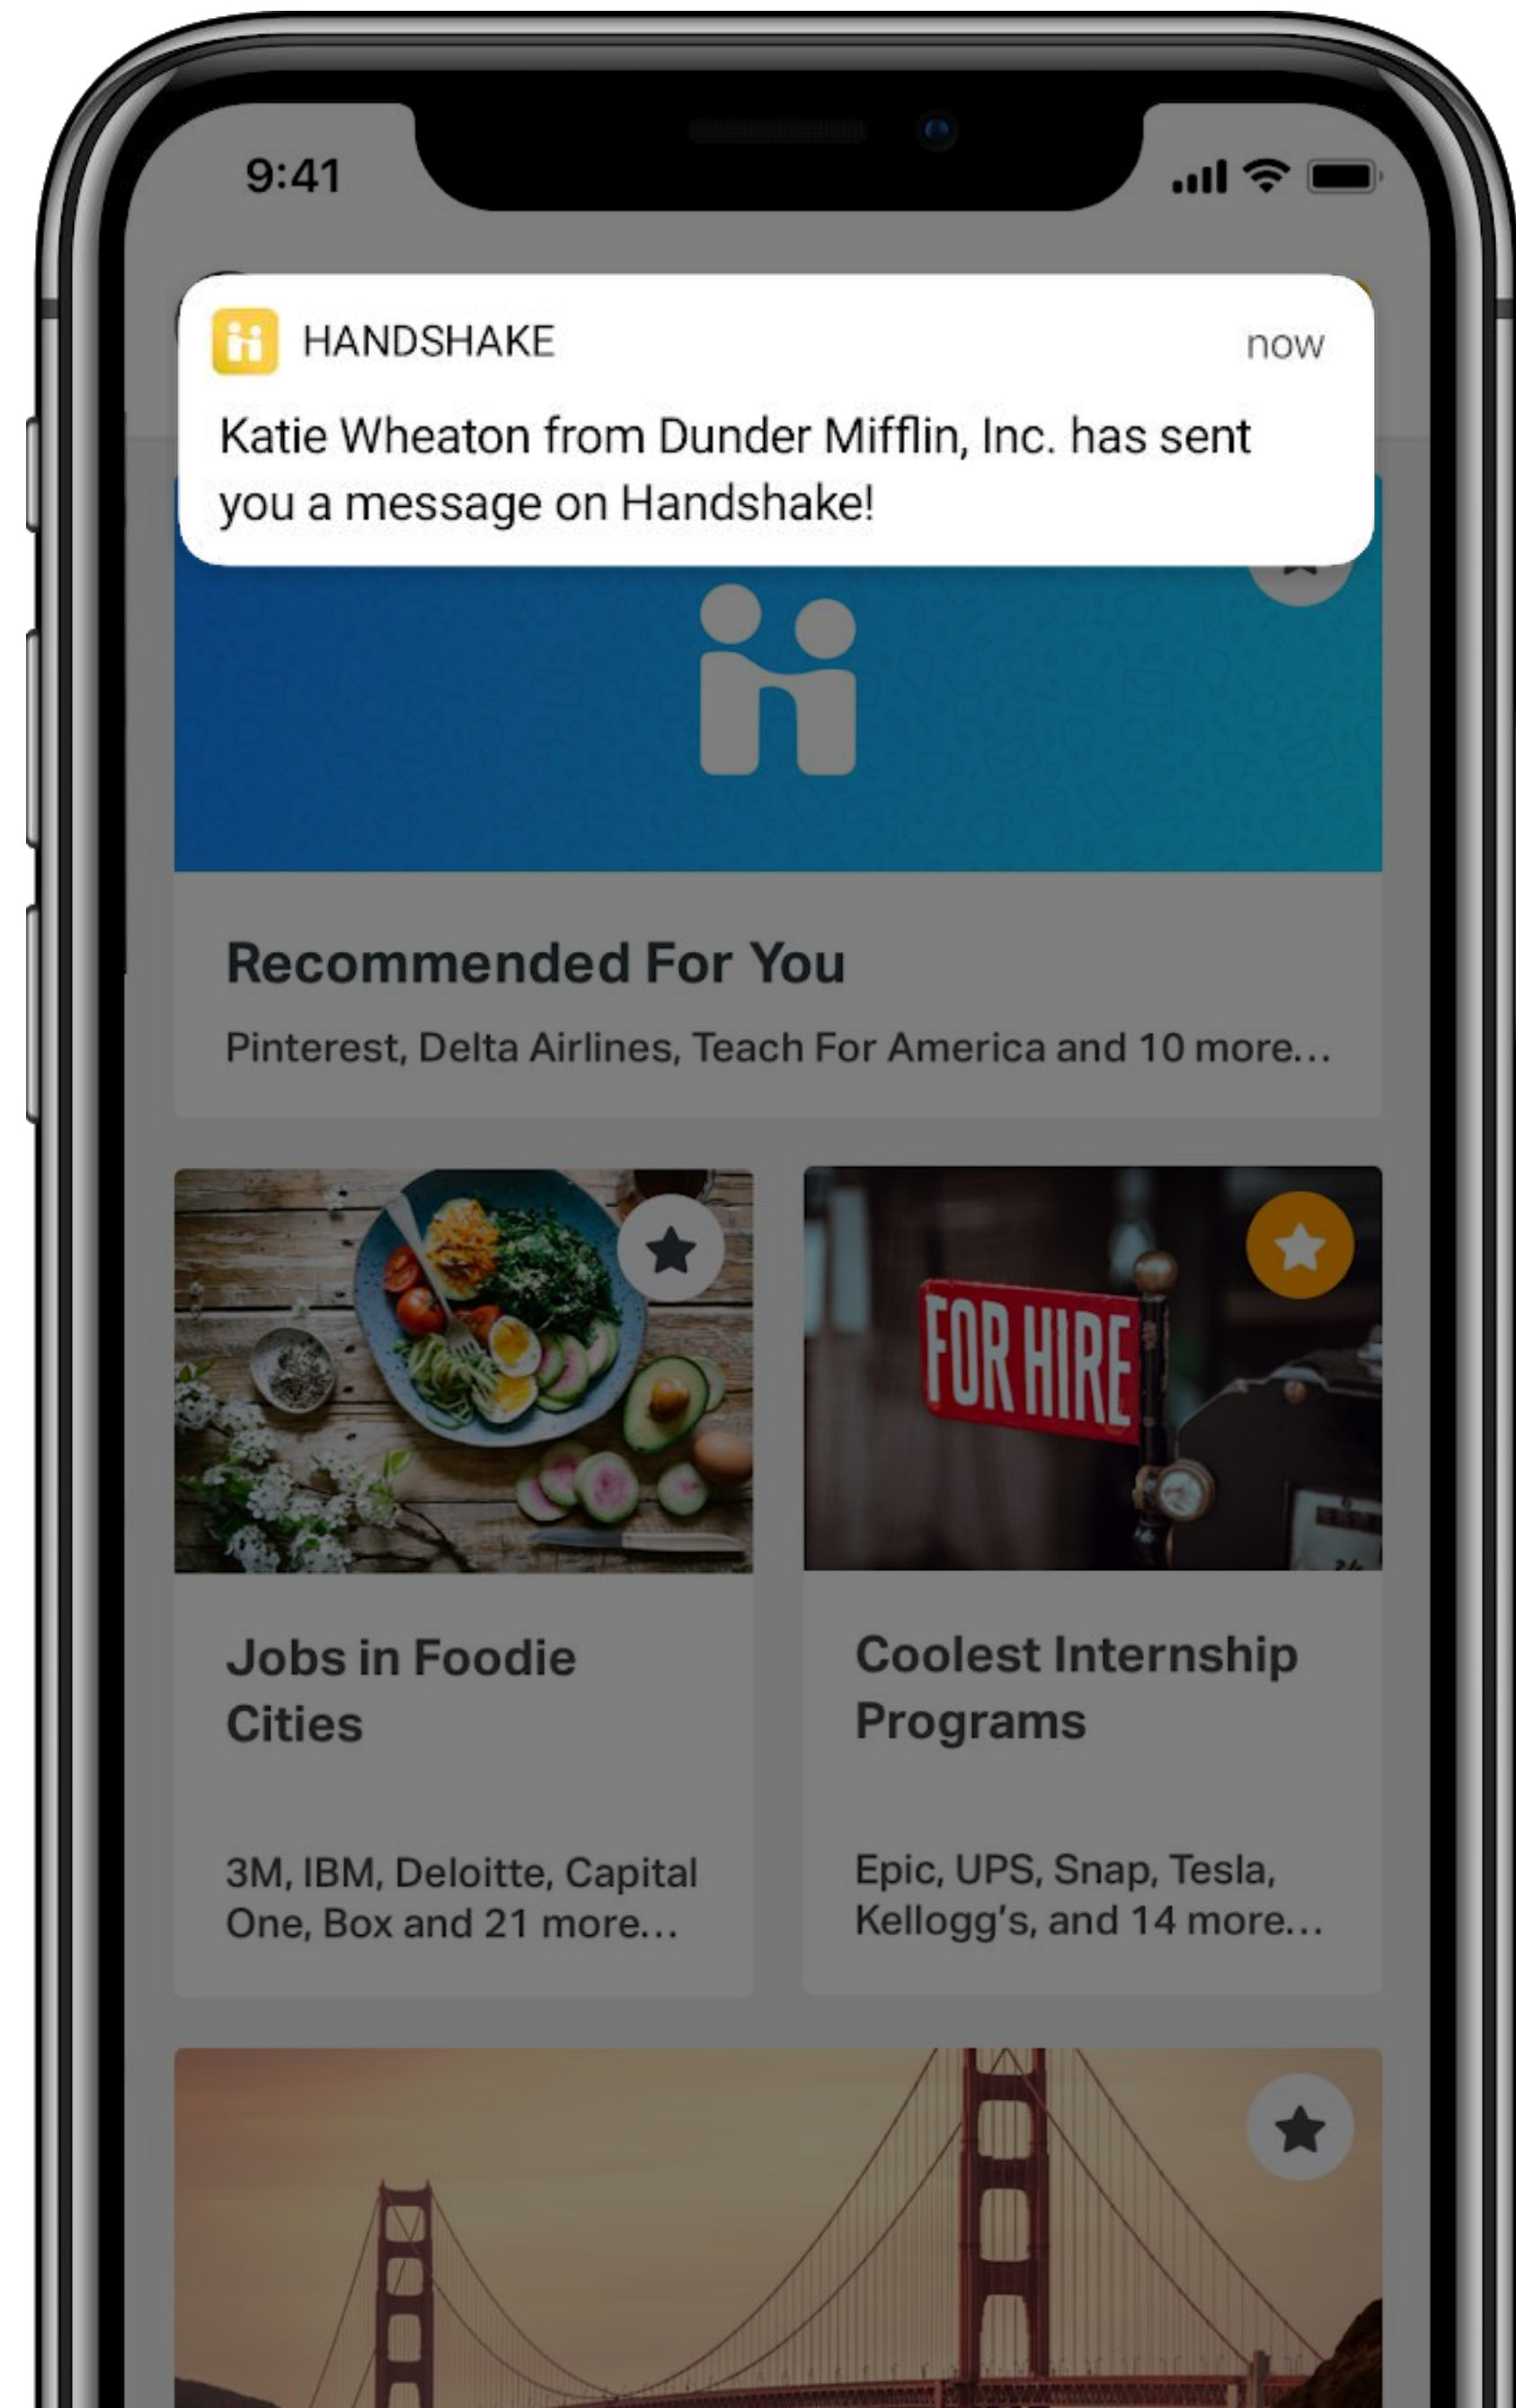 9:41
HANDSHAKE
now
Katie Wheaton from Dunder Mifflin, Inc. has sent
you a message on Handshake!
Recommended For You
Pinterest, Delta Airlines, Teach For America and 10 more...
FOR HIRE
Jobs in Foodie
Cities
3M, IBM, Deloitte, Capital
One, Box and 21 more...
Coolest Internship
Programs
Epic, UPS, Snap, Tesla,
Kellogg's, and 14 more...